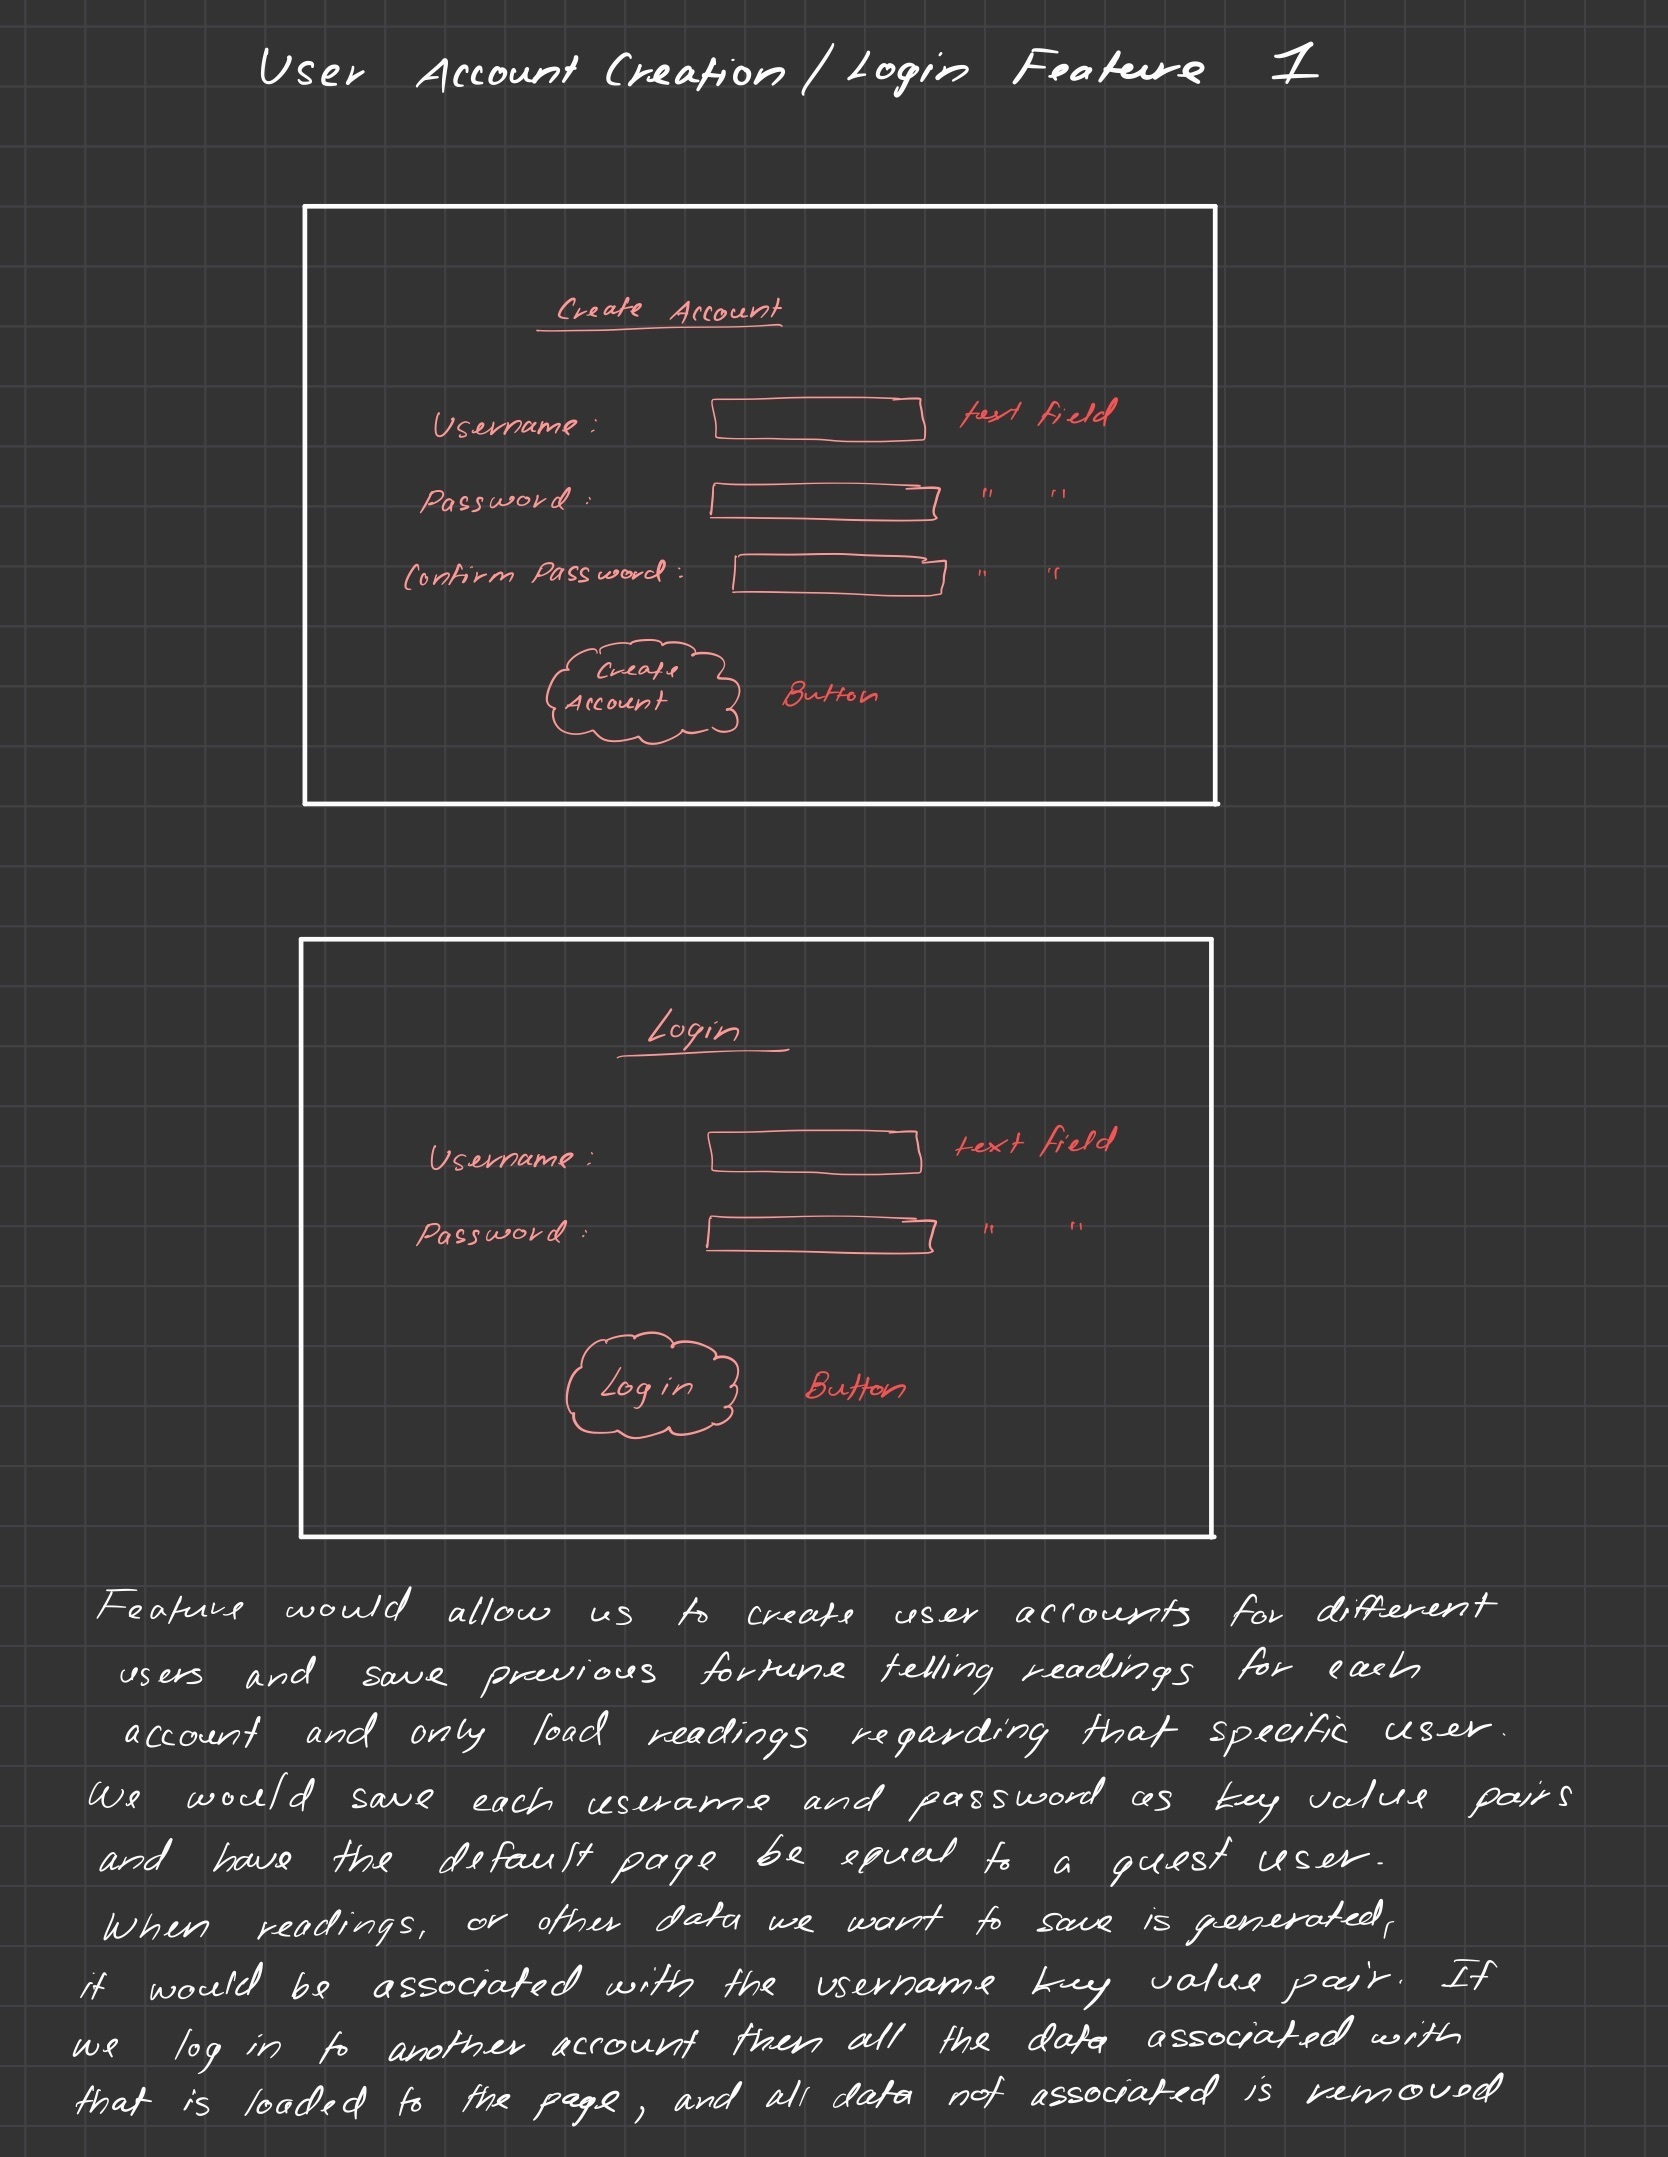 User Account Creation / Login Feature 1
Create Account
Username: text field
Password: " "
Confirm Password: " "
Create
Account Button
Login
Username: text field
Password: " "
Login Button
Feature would allow us to create user accounts for different
users and save previous fortune telling readings for each
account and only load readings regarding that specific user.
We would save each userame and password as key value pairs
and have the default page be equal to a guest user.
When readings, or other data we want to save is generated,
it would be associated with the username key value pair. If
we log in to another account then all the data associated with
that is loaded to the page, and all data not associated is removed